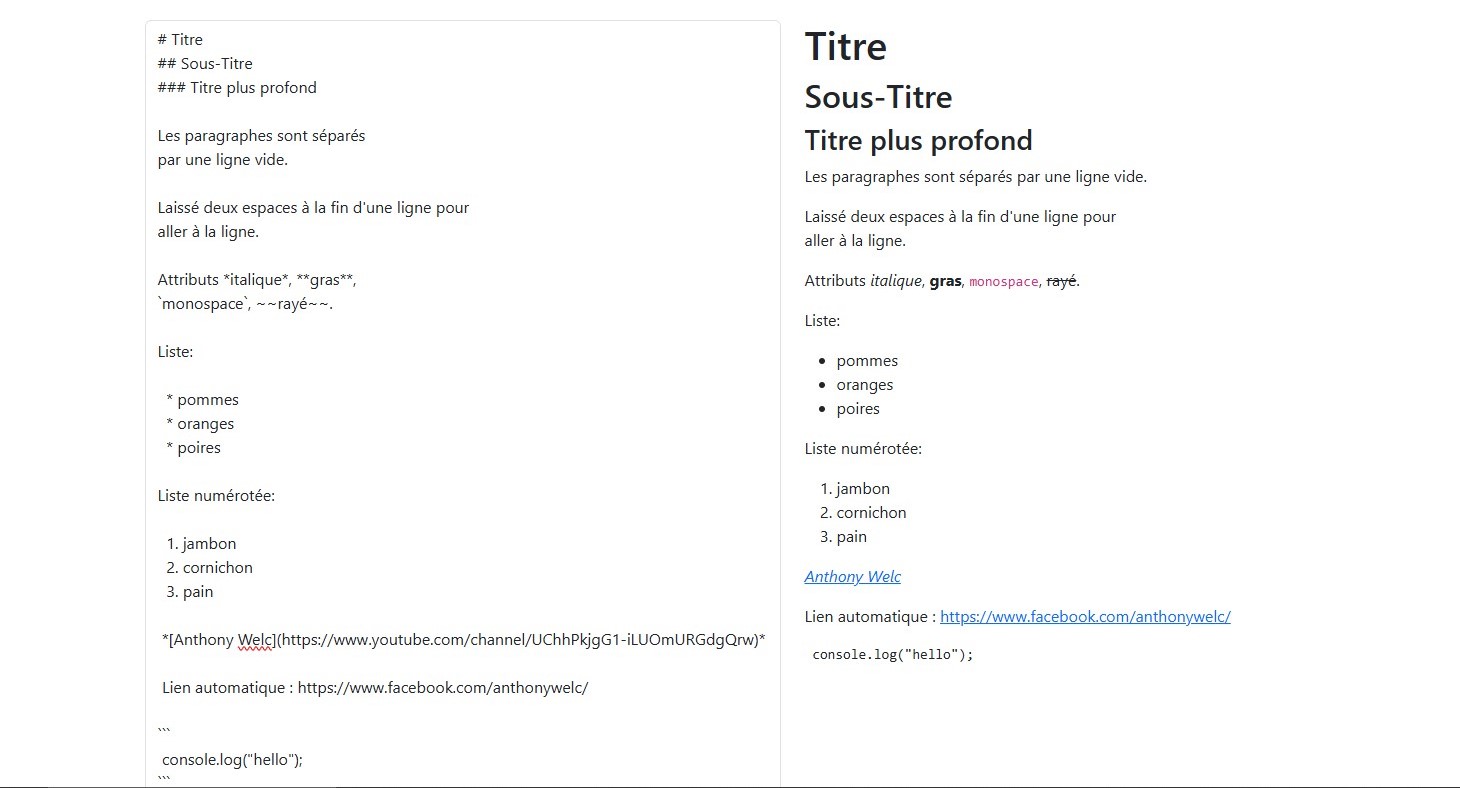 # Titre
## Sous-Titre
### Titre plus profond
Les paragraphes sont séparés
par une ligne vide.
Laissé deux espaces à la fin d'une ligne pour
aller à la ligne.
Attributs *italique*, **gras**,
`monospace`, ~~rayé~~.
Liste:
* pommes
* oranges
* poires
Liste numérotée:
1. jambon
2. cornichon
3. pain
*[Anthony Welc](https://www.youtube.com/channel/UChhPkjgG1-iLUOmURGdgQrw)*
Lien automatique : https://www.facebook.com/anthonywelc/
```
console.log("hello");
```
Titre
Sous-Titre
Titre plus profond
Les paragraphes sont séparés par une ligne vide.
Laissé deux espaces à la fin d'une ligne pour
aller à la ligne.
Attributs italique, gras, monospace, rayé.
Liste:
• pommes
• oranges
• poires
Liste numérotée:
1. jambon
2. cornichon
3. pain
Anthony Welc
Lien automatique : https://www.facebook.com/anthonywelc/
console.log("hello");